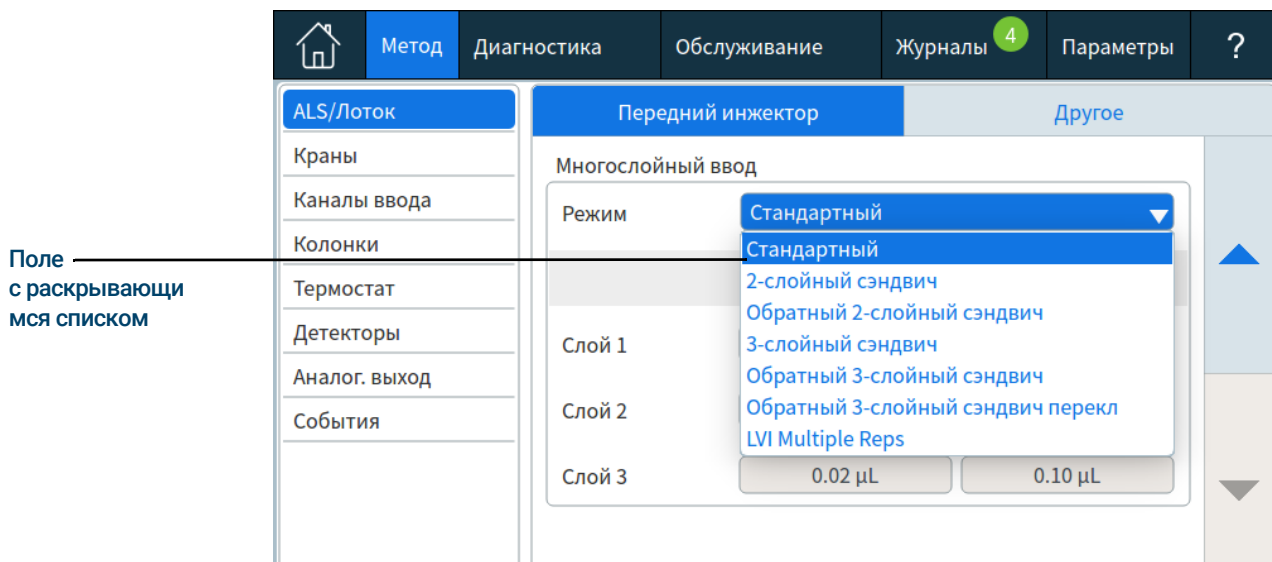 Метод Диагностика Обслуживание Журналы 4 Параметры ?
ALS/Лоток
Краны
Каналы ввода
Колонки
Термостат
Детекторы
Аналог. выход
События
Передний инжектор Другое
Многослойный ввод
Режим Стандартный
Стандартный
2-слойный сэндвич
Обратный 2-слойный сэндвич
3-слойный сэндвич
Обратный 3-слойный сэндвич
Обратный 3-слойный сэндвич перекл
LVI Multiple Reps
Слой 1
Слой 2
Слой 3 0.02 µL 0.10 µL
Поле
с раскрывающи
мся списком